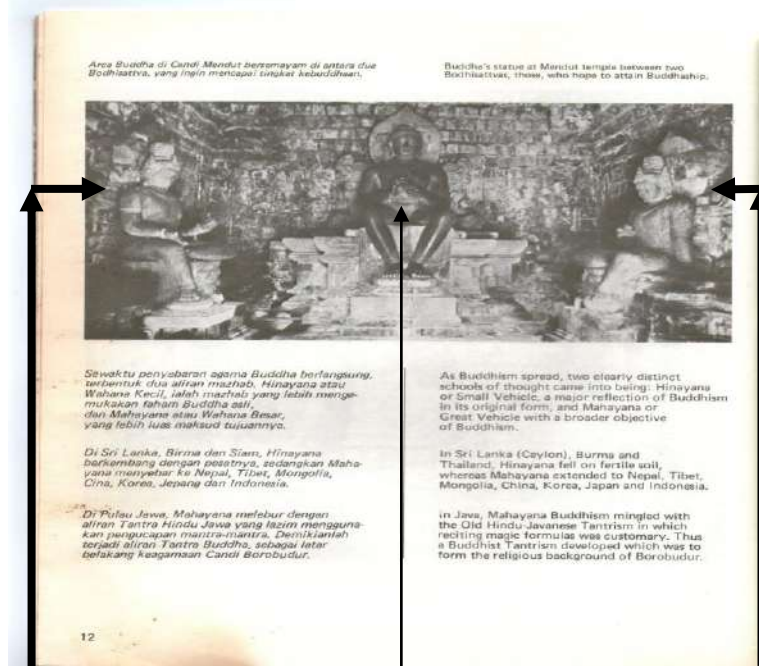 Arca Buddha di Candi Mendut bersemayam di antara dua
Bodhisattva, yang ingin mencapai tingkat kebuddhaan.
Buddha's statue at Mendut temple between two
Bodhisattvas, those, who hope to attain Buddhaship.
Sewaktu penyebaran agama Buddha berlangsung,
terbentuk dua aliran mazhab. Hinayana atau
Wahana Kecil, ialah mazhab yang lebih menge-
mukakan faham Buddha asli,
dan Mahayana atau Wahana Besar,
yang lebih luas maksud tujuannya.
Di Sri Lanka, Birma dan Siam, Hinayana
berkembang dengan pesatnya, sedangkan Maha-
yana menyebar ke Nepal, Tibet, Mongolia,
Cina, Korea, Jepang dan Indonesia.
Di Pulau Jawa, Mahayana melebur dengan
aliran Tantra Hindu Jawa yang lazim mengguna-
kan pengucapan mantra-mantra. Demikianlah
terjadi aliran Tantra Buddha, sebagai latar
belakang keagamaan Candi Borobudur.
As Buddhism spread, two clearly distinct
schools of thought came into being: Hinayana
or Small Vehicle, a major reflection of Buddhism
in its original form, and Mahayana or
Great Vehicle with a broader objective
of Buddhism.
In Sri Lanka (Ceylon), Burma and
Thailand, Hinayana fell on fertile soil,
whereas Mahayana extended to Nepal, Tibet,
Mongolia, China, Korea, Japan and Indonesia.
in Java, Mahayana Buddhism mingled with
the Old Hindu-Javanese Tantrism in which
reciting magic formulas was customary. Thus
a Buddhist Tantrism developed which was to
form the religious background of Borobudur.
12